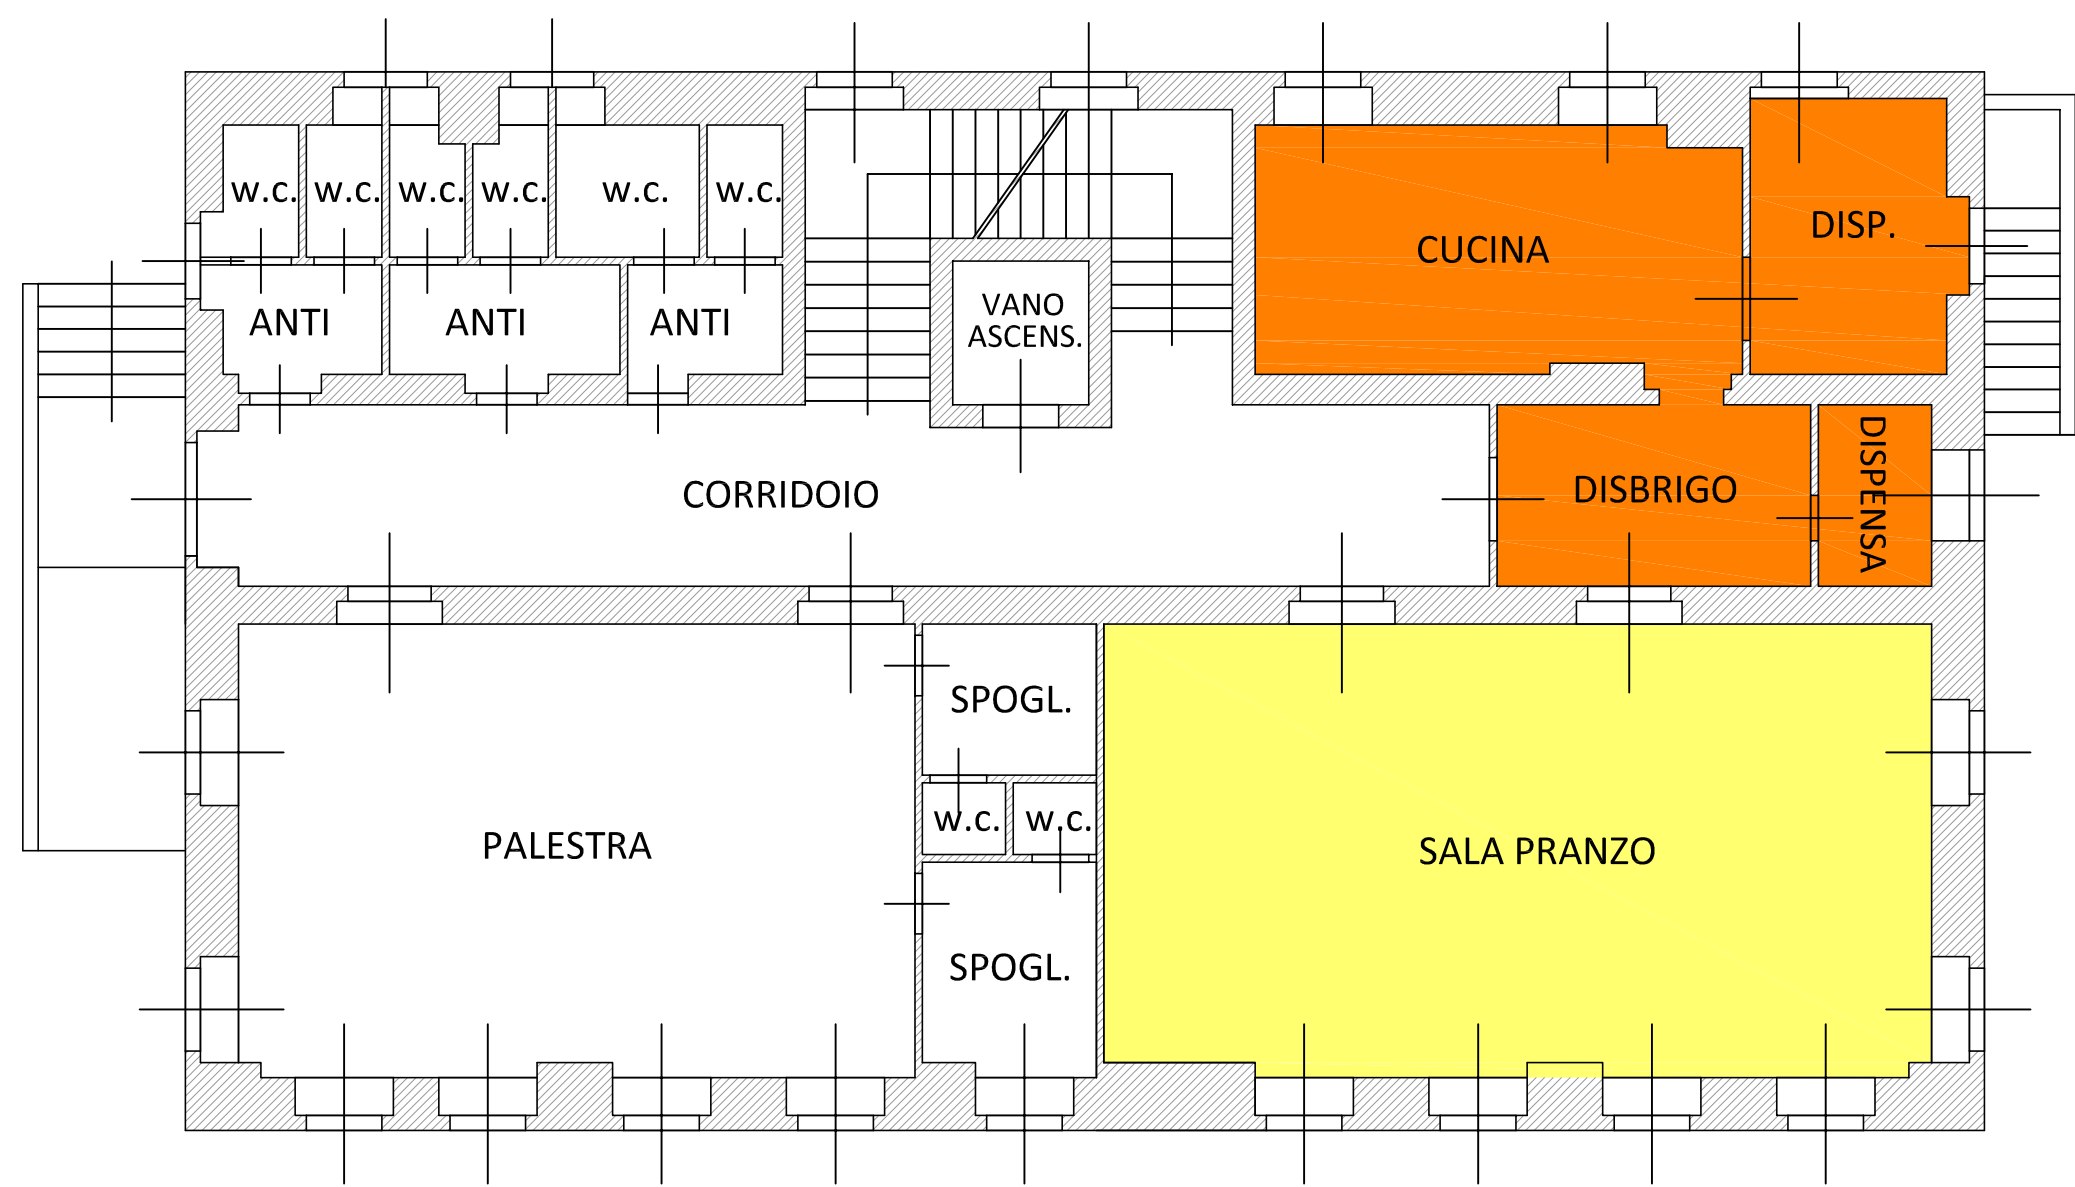 w.c. w.c. w.c. w.c. w.c. w.c.
DISP.
CUCINA
VANO
ASCENS.
ANTI ANTI ANTI
CORRIDOIO
DISBRIGO
DISPENSA
SPOGL.
w.c. w.c.
PALESTRA
SALA PRANZO
SPOGL.